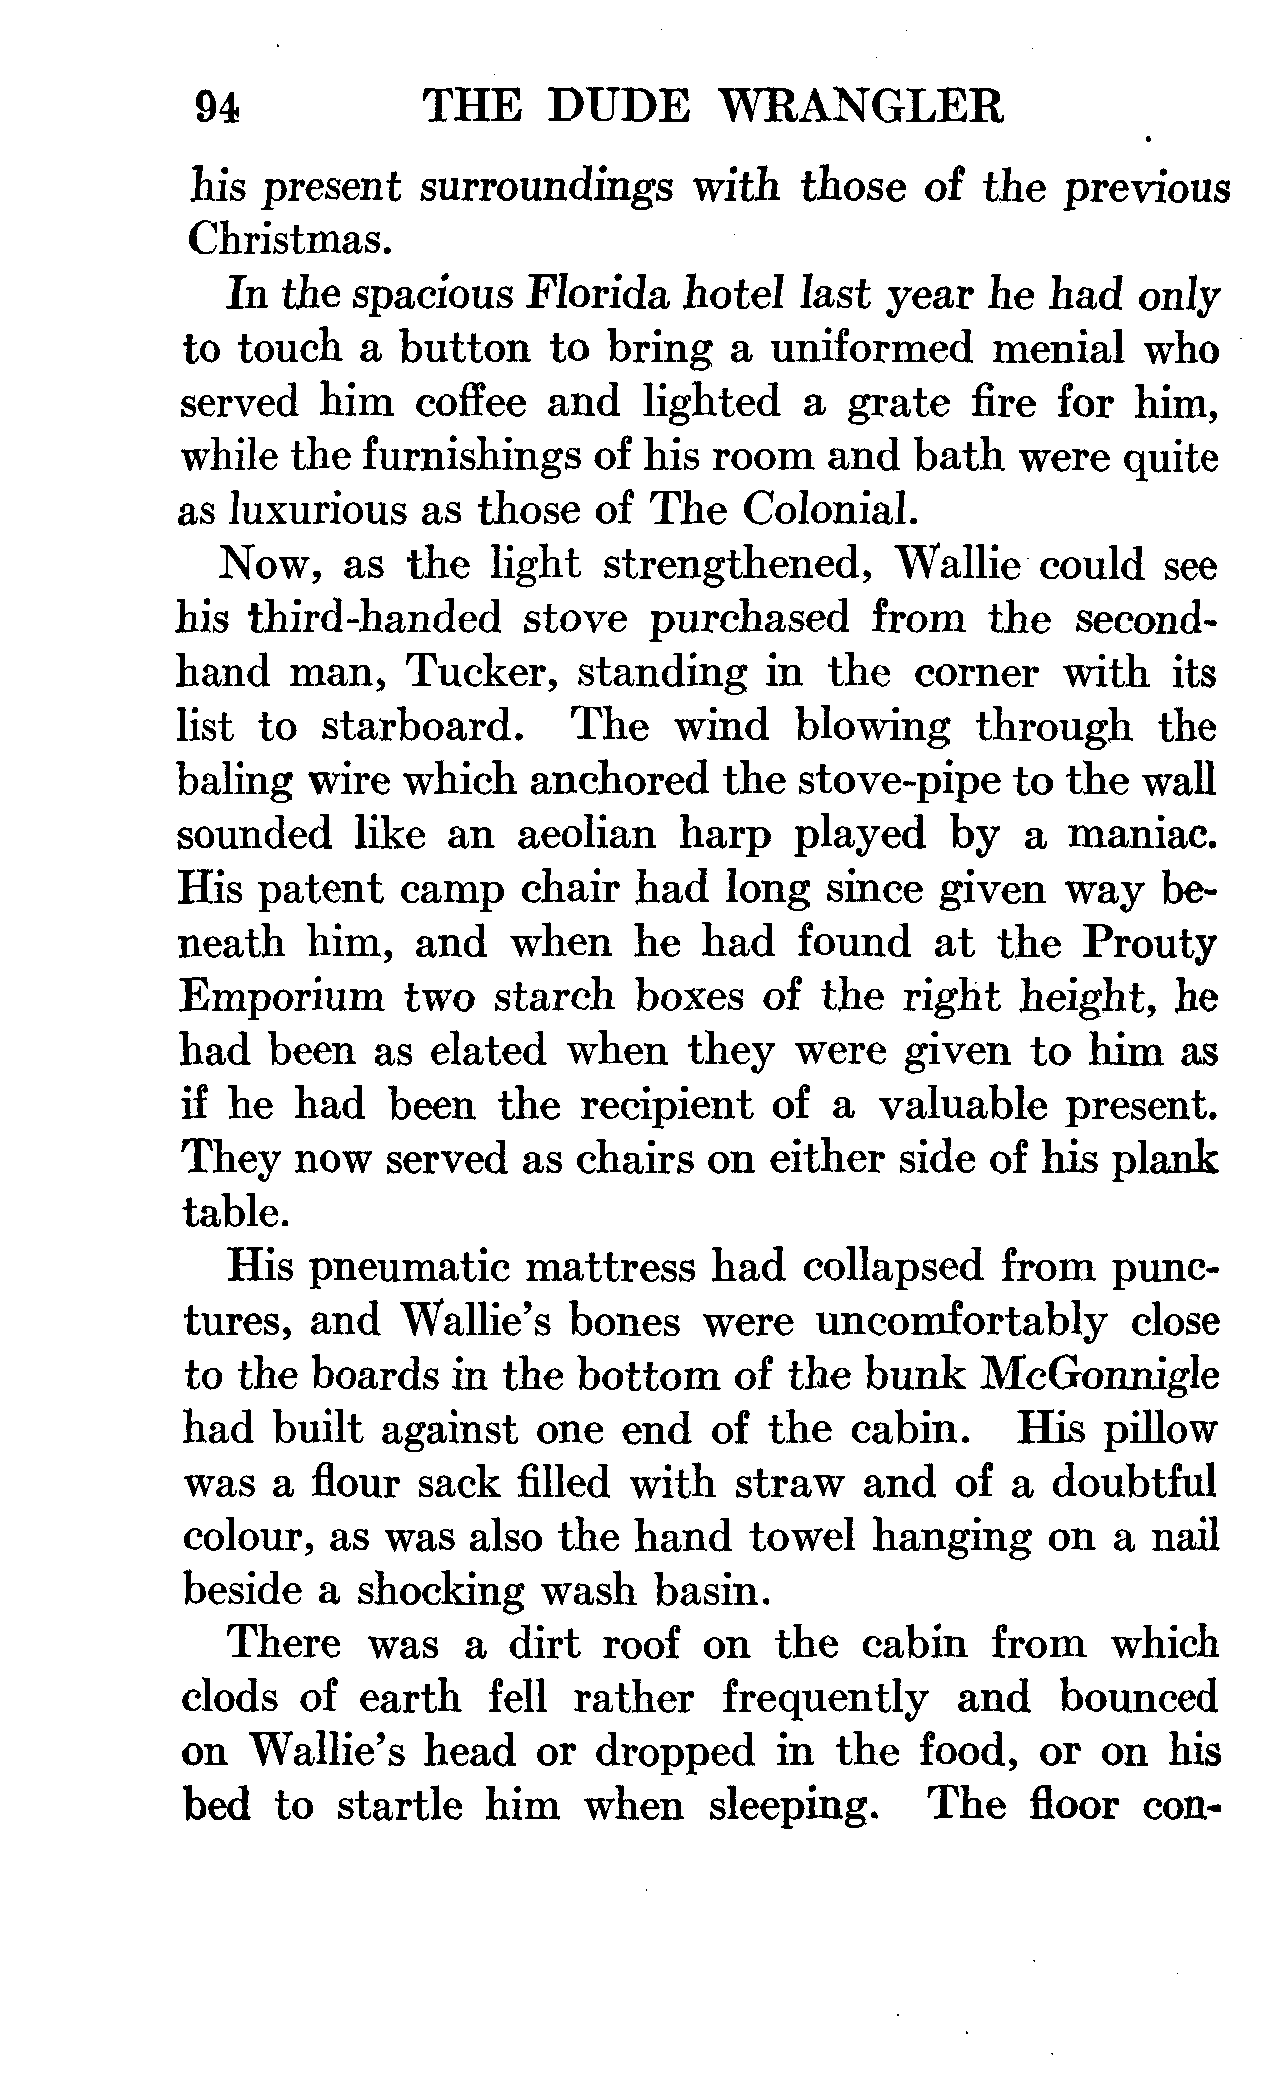 94 THE DUDE WRANGLER
his present surroundings with those of the previous
Christmas.
In the spacious Florida hotel last year he had only
to touch a button to bring a uniformed menial who
served him coffee and lighted a grate fire for him,
while the furnishings of his room and bath were quite
as luxurious as those of The Colonial.
Now, as the light strengthened, Wallie could see
his third-handed stove purchased from the second-
hand man, Tucker, standing in the corner with its
list to starboard. The wind blowing through the
baling wire which anchored the stove-pipe to the wall
sounded like an aeolian harp played by a maniac.
His patent camp chair had long since given way be-
neath him, and when he had found at the Prouty
Emporium two starch boxes of the right height, he
had been as elated when they were given to him as
if he had been the recipient of a valuable present.
They now served as chairs on either side of his plank
table.
His pneumatic mattress had collapsed from punc-
tures, and Wallie's bones were uncomfortably close
to the boards in the bottom of the bunk McGonnigle
had built against one end of the cabin. His pillow
was a flour sack filled with straw and of a doubtful
colour, as was also the hand towel hanging on a nail
beside a shocking wash basin.
There was a dirt roof on the cabin from which
clods of earth fell rather frequently and bounced
on Wallie's head or dropped in the food, or on his
bed to startle him when sleeping. The floor con-